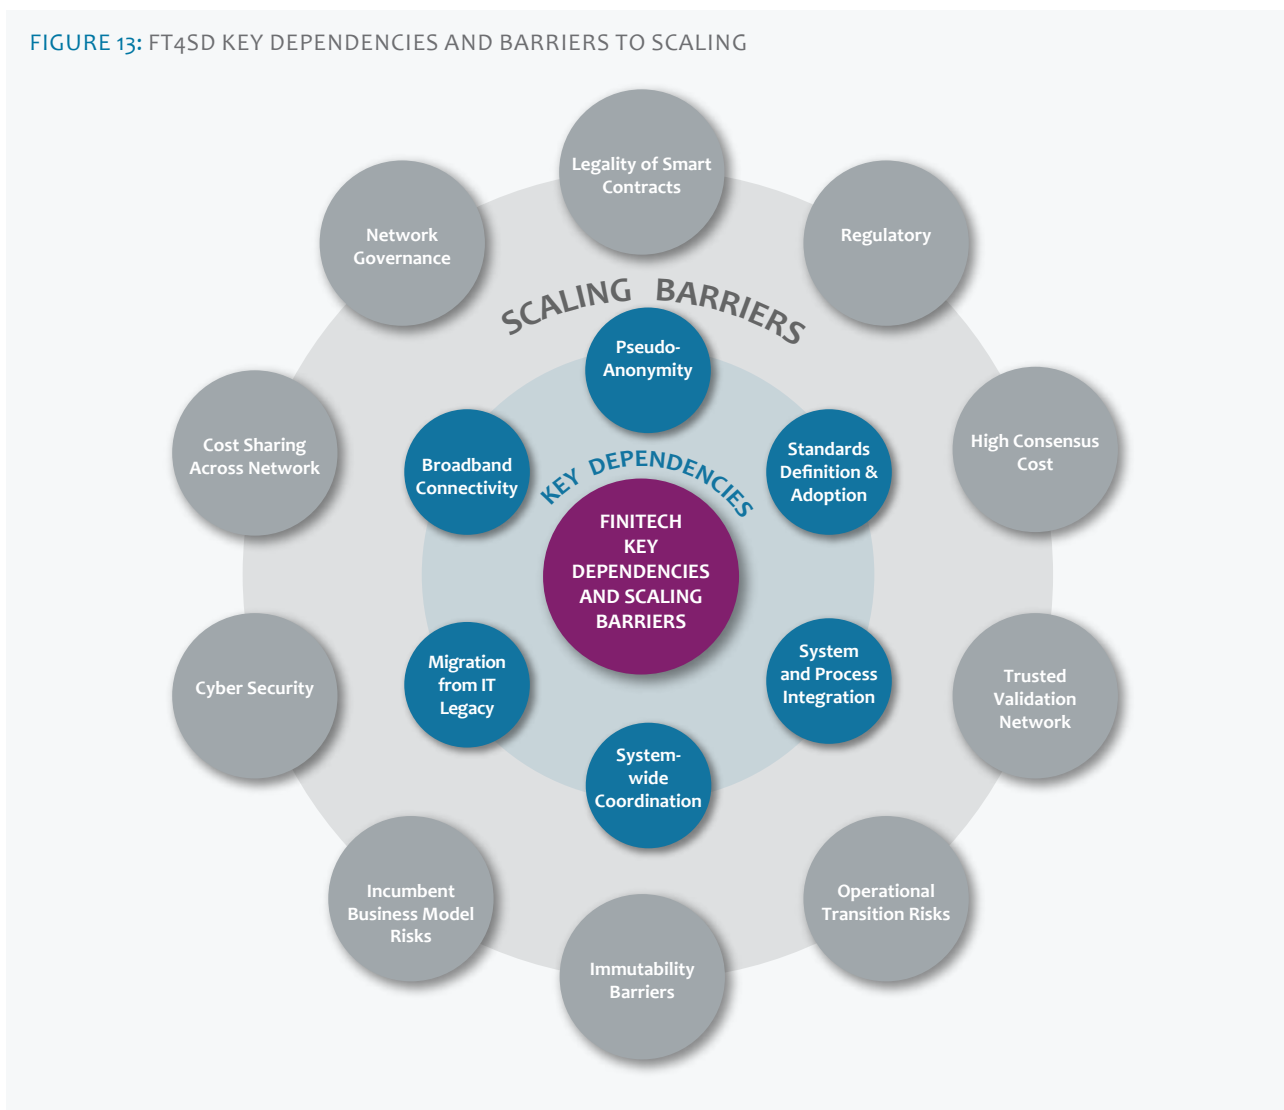 FIGURE 13: FT4SD KEY DEPENDENCIES AND BARRIERS TO SCALING
Legality of Smart
Contracts
Network
Governance
Regulatory
SCALING BARRIERS
Pseudo-
Anonymity
Cost Sharing
Across Network
High Consensus
Cost
Broadband
Connectivity
KEY DEPENDENCIES
Standards
Definition &
Adoption
FINITECH
KEY
DEPENDENCIES
AND SCALING
BARRIERS
Cyber Security
Migration
from IT
Legacy
System
and Process
Integration
Trusted
Validation
Network
System-
wide
Coordination
Incumbent
Business Model
Risks
Operational
Transition Risks
Immutability
Barriers